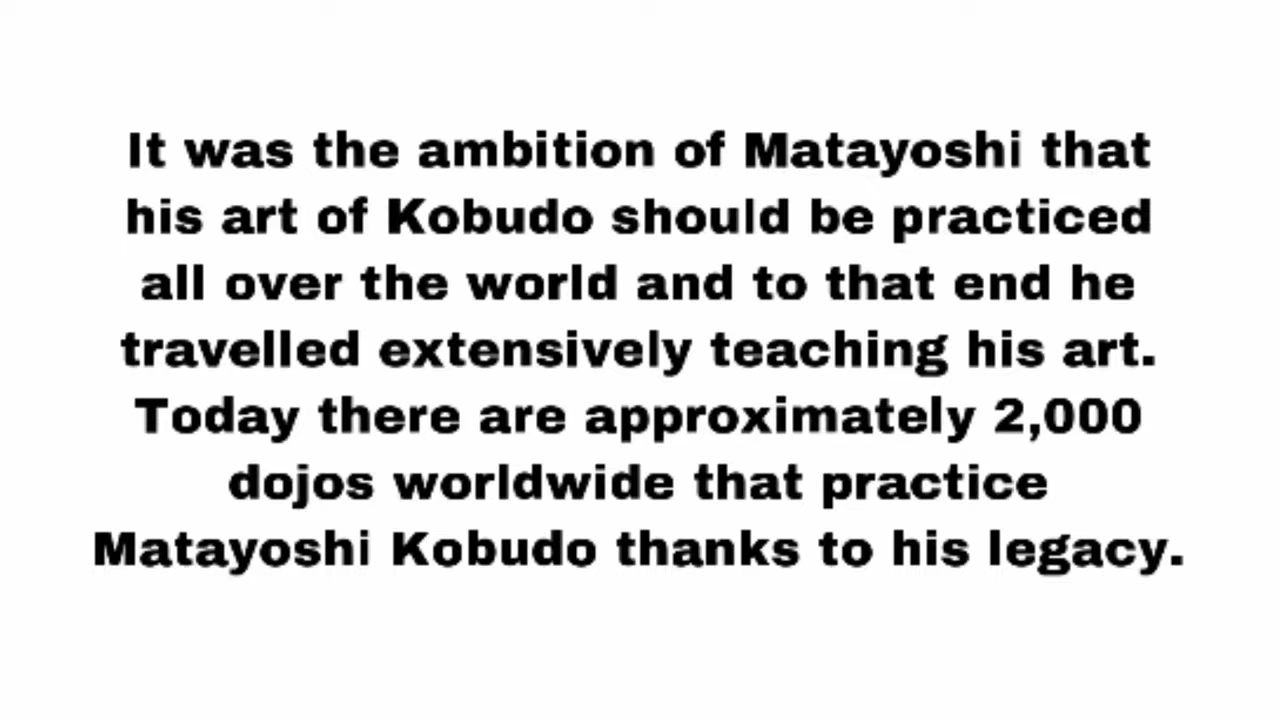 It was the ambition of Matayoshi that
his art of Kobudo should be practiced
all over the world and to that end he
travelled extensively teaching his art.
Today there are approximately 2,000
dojos worldwide that practice
Matayoshi Kobudo thanks to his legacy.